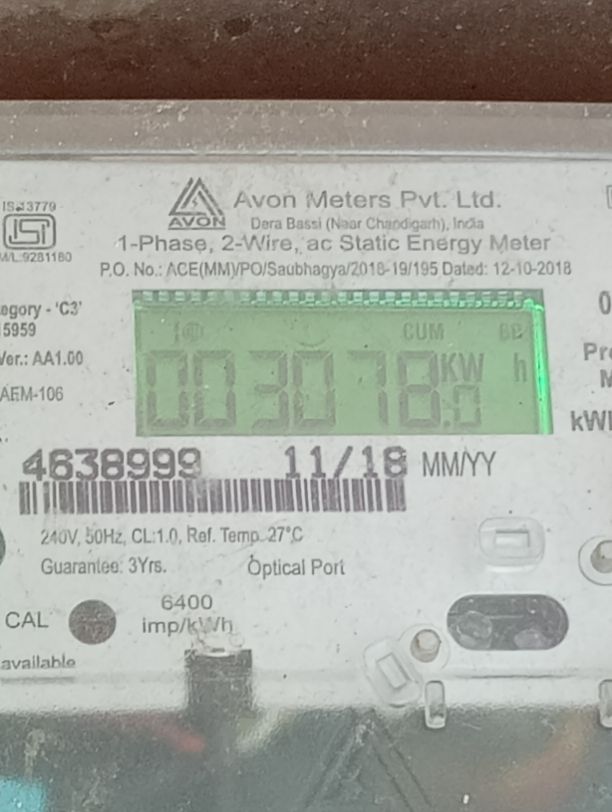 IS:13779
AVON
Avon Meters Pvt. Ltd.
Dera Bassi (Near Chandigarh), India
1-Phase, 2-Wire, ac Static Energy Meter
M/L:9281180
P.O. No.: ACE(MM)/PO/Saubhagya/2018-19/195 Dated: 12-10-2018
egory - 'C3'
5959
Ver.: AA1.00
AEM-106
CUM
003078.0 KW h
Pr
M
4638999 11/18 MM/YY
240V, 50Hz, CL:1.0, Ref. Temp. 27°C
Guarantee: 3Yrs. Optical Port
CAL 6400
imp/kWh
available